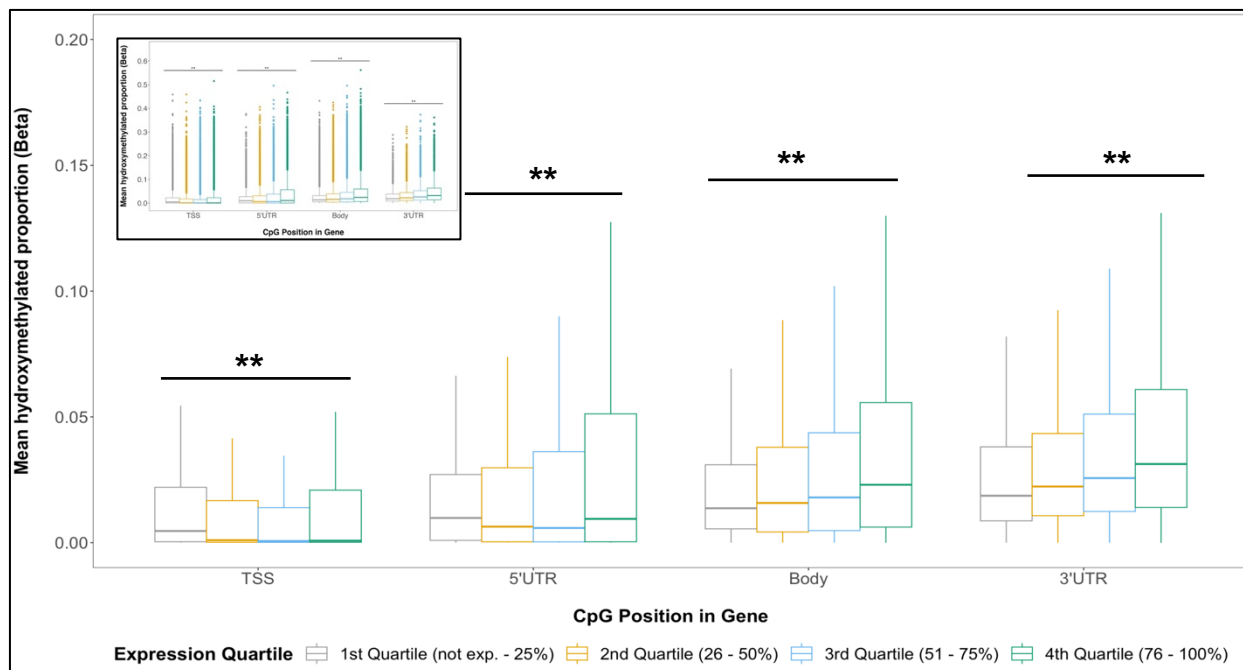 0.20
0.15
0.10
0.05
0.00
Mean hydroxymethylated proportion (Beta)
0.6
0.5
0.4
0.3
0.2
0.1
0.0
Mean hydroxymethylated proportion (Beta)
** ** ** **
TSS 5'UTR Body 3'UTR
CpG Position in Gene
** ** ** **
TSS 5'UTR Body 3'UTR
CpG Position in Gene
Expression Quartile 1st Quartile (not exp. - 25%) 2nd Quartile (26 - 50%) 3rd Quartile (51 - 75%) 4th Quartile (76 - 100%)